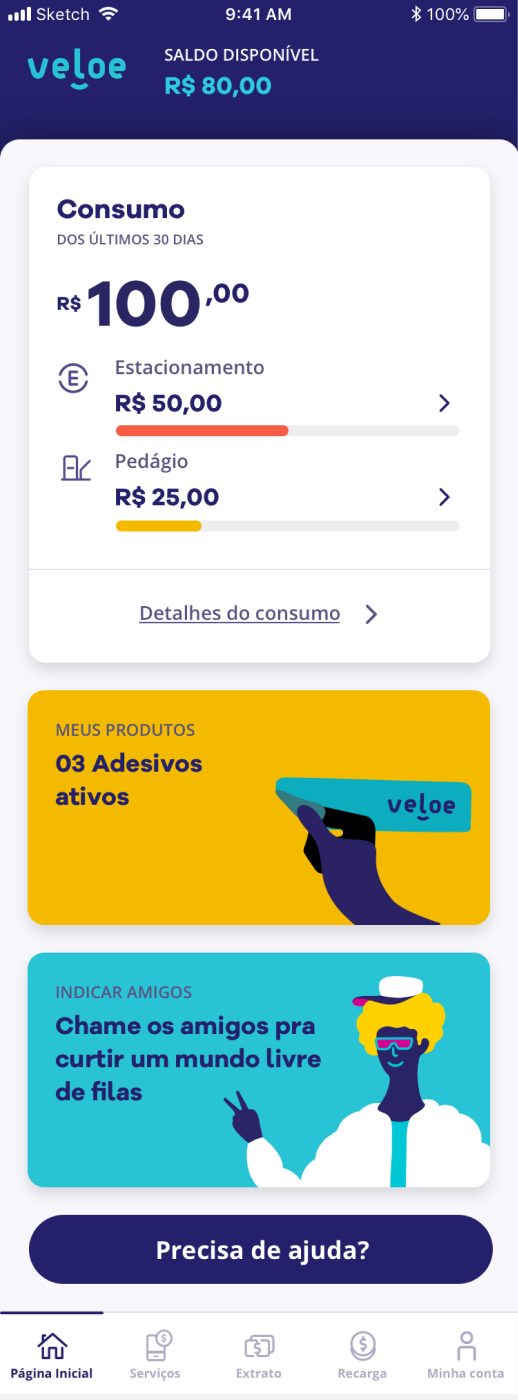 Sketch 9:41 AM 100%
veloe
SALDO DISPONÍVEL
R$ 80,00
Consumo
DOS ÚLTIMOS 30 DIAS
R$ 100,00
E
Estacionamento
R$ 50,00
Pedágio
R$ 25,00
Detalhes do consumo
MEUS PRODUTOS
03 Adesivos
ativos
veloe
INDICAR AMIGOS
Chame os amigos pra
curtir um mundo livre
de filas
Precisa de ajuda?
Página Inicial Serviços Extrato Recarga Minha conta